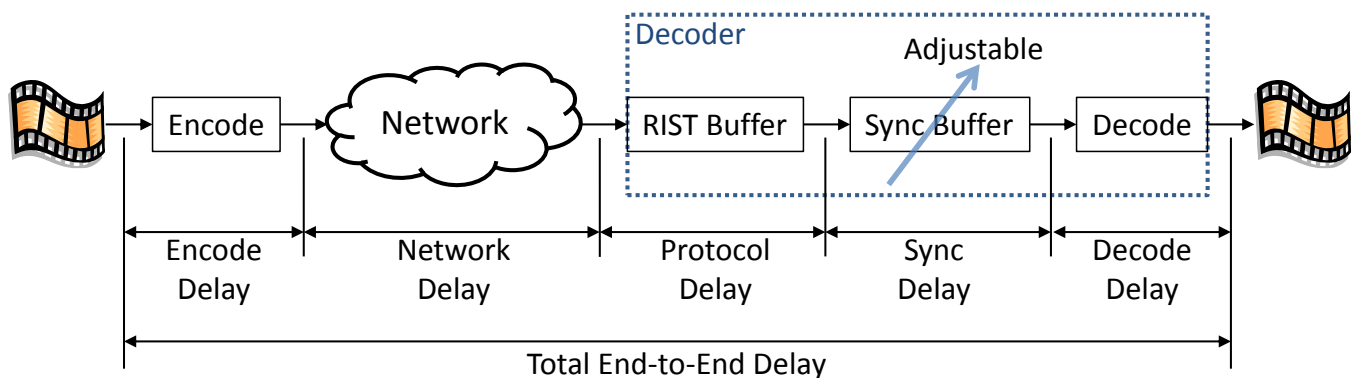 Decoder
Adjustable
Encode
Network
RIST Buffer
Sync Buffer
Decode
Encode
Delay
Network
Delay
Protocol
Delay
Sync
Delay
Decode
Delay
Total End-to-End Delay